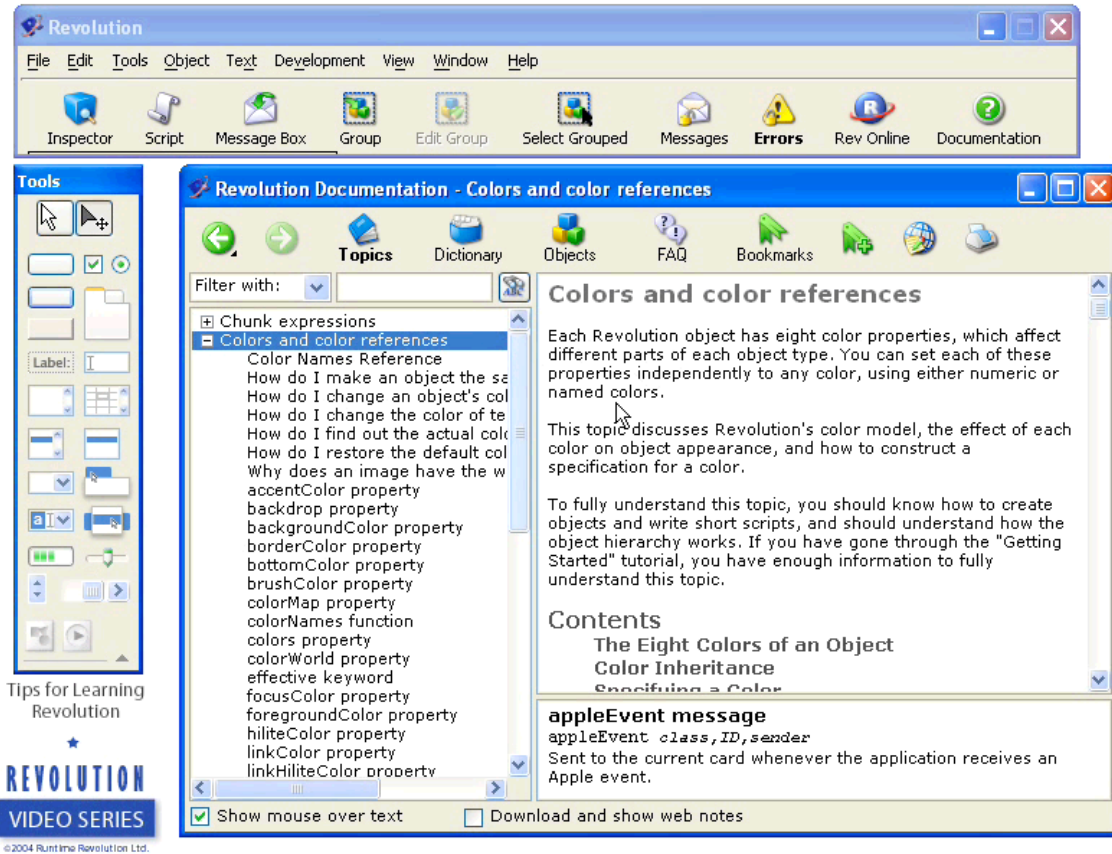 Revolution
File Edit Tools Object Text Development View Window Help
Inspector Script Message Box Group Edit Group Select Grouped Messages Errors Rev Online Documentation
Tools
Label:
a
Tips for Learning
Revolution
REVOLUTION
VIDEO SERIES
©2004 Runtime Revolution Ltd.
Revolution Documentation - Colors and color references
Topics Dictionary Objects FAQ Bookmarks
Filter with:
Chunk expressions
Colors and color references
Color Names Reference
How do I make an object the sa
How do I change an object's col
How do I change the color of te
How do I find out the actual colo
How do I restore the default col
Why does an image have the w
accentColor property
backdrop property
backgroundColor property
borderColor property
bottomColor property
brushColor property
colorMap property
colorNames function
colors property
colorWorld property
effective keyword
focusColor property
foregroundColor property
hiliteColor property
linkColor property
linkHiliteColor property
Colors and color references
Each Revolution object has eight color properties, which affect
different parts of each object type. You can set each of these
properties independently to any color, using either numeric or
named colors.
This topic discusses Revolution's color model, the effect of each
color on object appearance, and how to construct a
specification for a color.
To fully understand this topic, you should know how to create
objects and write short scripts, and should understand how the
object hierarchy works. If you have gone through the "Getting
Started" tutorial, you have enough information to fully
understand this topic.
Contents
The Eight Colors of an Object
Color Inheritance
Specifying a Color
appleEvent message
appleEvent class,ID,sender
Sent to the current card whenever the application receives an
Apple event.
Show mouse over text Download and show web notes